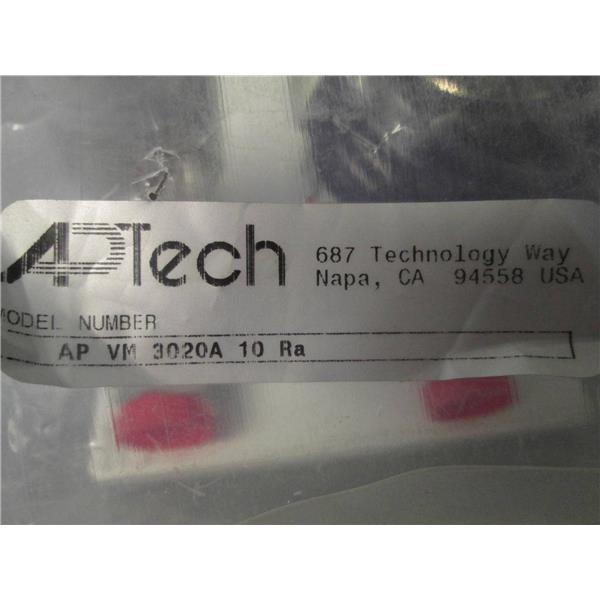 APTech
687 Technology Way
Napa, CA 94558 USA
MODEL NUMBER
AP VM 3020A 10 Ra